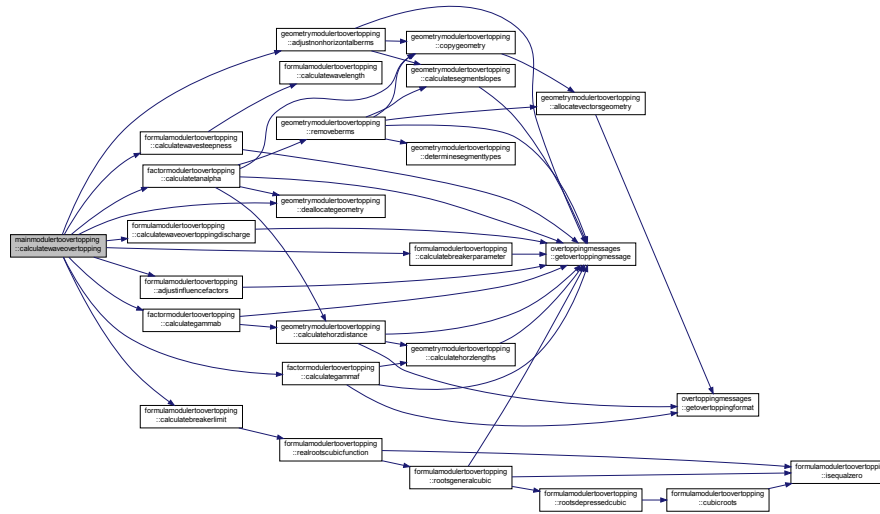 geometrymodulertoovertopping
::adjustnonhorizontalberms
geometrymodulertoovertopping
::copygeometry
formulamodulertoovertopping
::calculatewavelength
geometrymodulertoovertopping
::calculatesegmentslopes
geometrymodulertoovertopping
::allocatevectorsgeometry
geometrymodulertoovertopping
::removeberms
formulamodulertoovertopping
::calculatewavesteepness
geometrymodulertoovertopping
::determinesegmenttypes
factormodulertoovertopping
::calculatetanalpha
geometrymodulertoovertopping
::deallocategeometry
formulamodulertoovertopping
::calculatewaveovertoppingdischarge
mainmodulertoovertopping
::calculatewaveovertopping
formulamodulertoovertopping
::calculatebreakerparameter
overtoppingmessages
::getovertoppingmessage
formulamodulertoovertopping
::adjustinfluencefactors
factormodulertoovertopping
::calculategammab
geometrymodulertoovertopping
::calculatehorzdistance
geometrymodulertoovertopping
::calculatehorzlengths
factormodulertoovertopping
::calculategammaf
overtoppingmessages
::getovertoppingformat
formulamodulertoovertopping
::calculatebreakerlimit
formulamodulertoovertopping
::realrootscubicfunction
formulamodulertoovertopping
::rootsgeneralcubic
formulamodulertoovertoppi
::isequalzero
formulamodulertoovertopping
::rootsdepressedcubic
formulamodulertoovertopping
::cubicroots